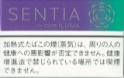 SENTIA
加熱式たばこの煙(蒸気)は、周りの人の
健康への悪影響が否定できません。健康
増進法で禁じられている場所では喫煙
できません。